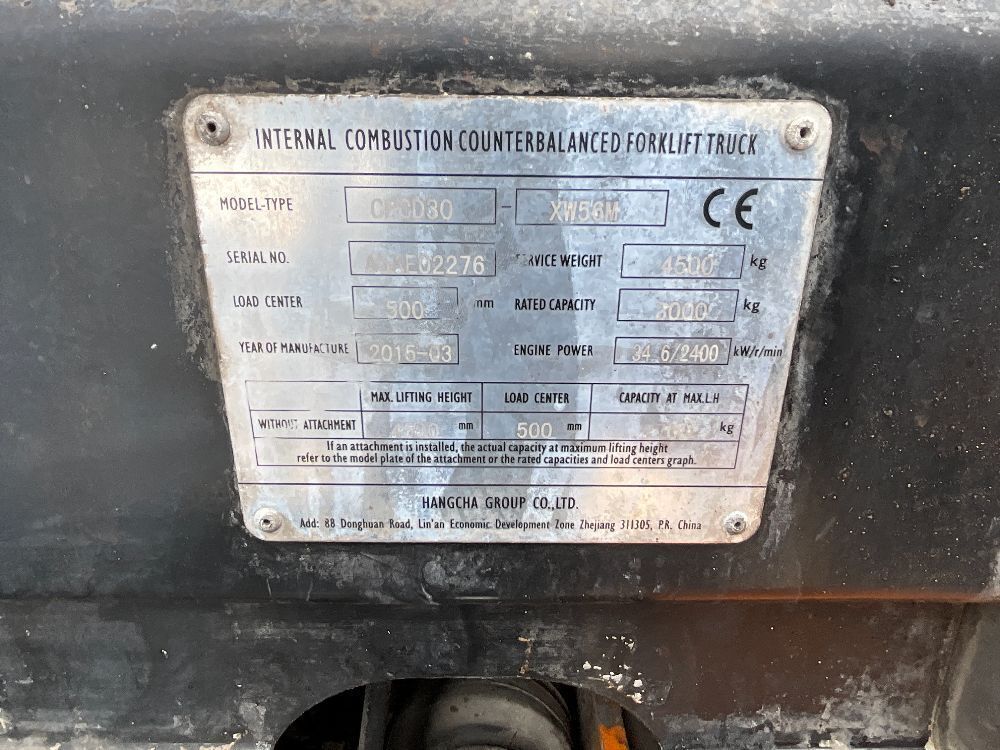 INTERNAL COMBUSTION COUNTERBALANCED FORKLIFT TRUCK
MODEL-TYPE - XW56M CE
SERIAL NO. WEIGHT 4500 kg
LOAD CENTER 500 mm RATED CAPACITY 3000 kg
YEAR OF MANUFACTURE 2015-03 ENGINE POWER 34.6/2400 kW/r/min
MAX. LIFTING HEIGHT LOAD CENTER CAPACITY AT MAX.L.H
WITHOUT ATTACHMENT mm 500 mm kg
If an attachment is installed, the actual capacity at maximum lifting height
refer to the model plate of the attachment or the rated capacities and load centers graph.
HANGCHA GROUP CO.,LTD.
Add: 88 Donghuan Road, Lin'an Economic Development Zone Zhejiang 311305, P.R. China